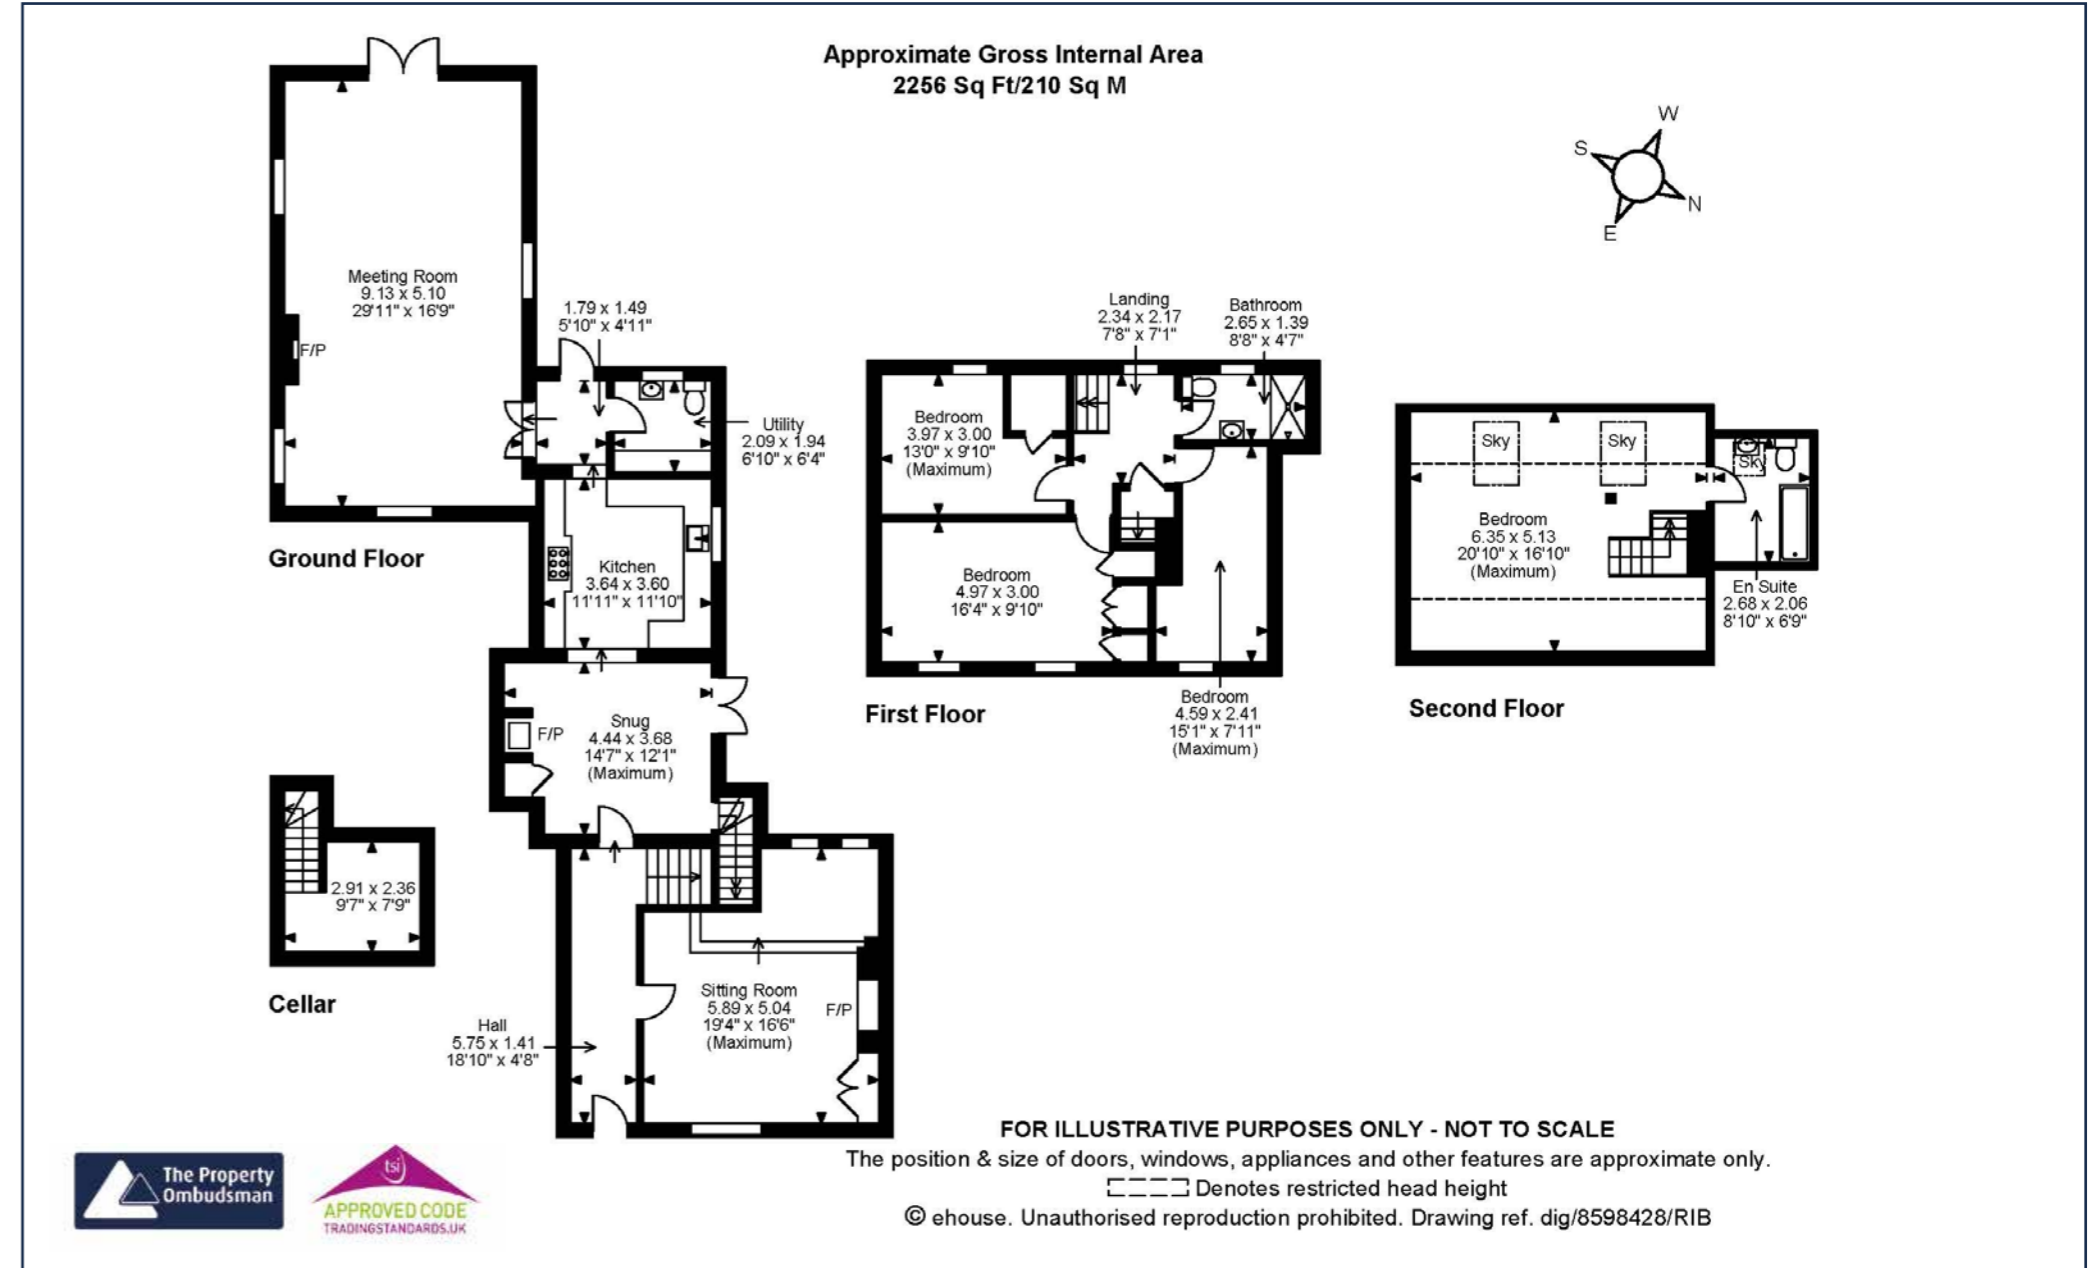 Approximate Gross Internal Area
2256 Sq Ft/210 Sq M
W
S
N
E
Meeting Room
9.13 x 5.10
29'11" x 16'9"
F/P
1.79 x 1.49
5'10" x 4'11"
Utility
2.09 x 1.94
6'10" x 6'4"
Kitchen
3.64 x 3.60
11'11" x 11'10"
Ground Floor
Snug
4.44 x 3.68
14'7" x 12'1"
(Maximum)
F/P
Hall
5.75 x 1.41
18'10" x 4'8"
Sitting Room
5.89 x 5.04
19'4" x 16'6"
(Maximum)
F/P
2.91 x 2.36
9'7" x 7'9"
Cellar
Landing
2.34 x 2.17
7'8" x 7'1"
Bathroom
2.65 x 1.39
8'8" x 4'7"
Bedroom
3.97 x 3.00
13'0" x 9'10"
(Maximum)
Bedroom
4.97 x 3.00
16'4" x 9'10"
Bedroom
4.59 x 2.41
15'1" x 7'11"
(Maximum)
First Floor
Sky
Sky
Sky
Bedroom
6.35 x 5.13
20'10" x 16'10"
(Maximum)
En Suite
2.68 x 2.06
8'10" x 6'9"
Second Floor
The Property
Ombudsman
tsi
APPROVED CODE
TRADINGSTANDARDS.UK
FOR ILLUSTRATIVE PURPOSES ONLY - NOT TO SCALE
The position & size of doors, windows, appliances and other features are approximate only.
Denotes restricted head height
© ehouse. Unauthorised reproduction prohibited. Drawing ref. dig/8598428/RIB